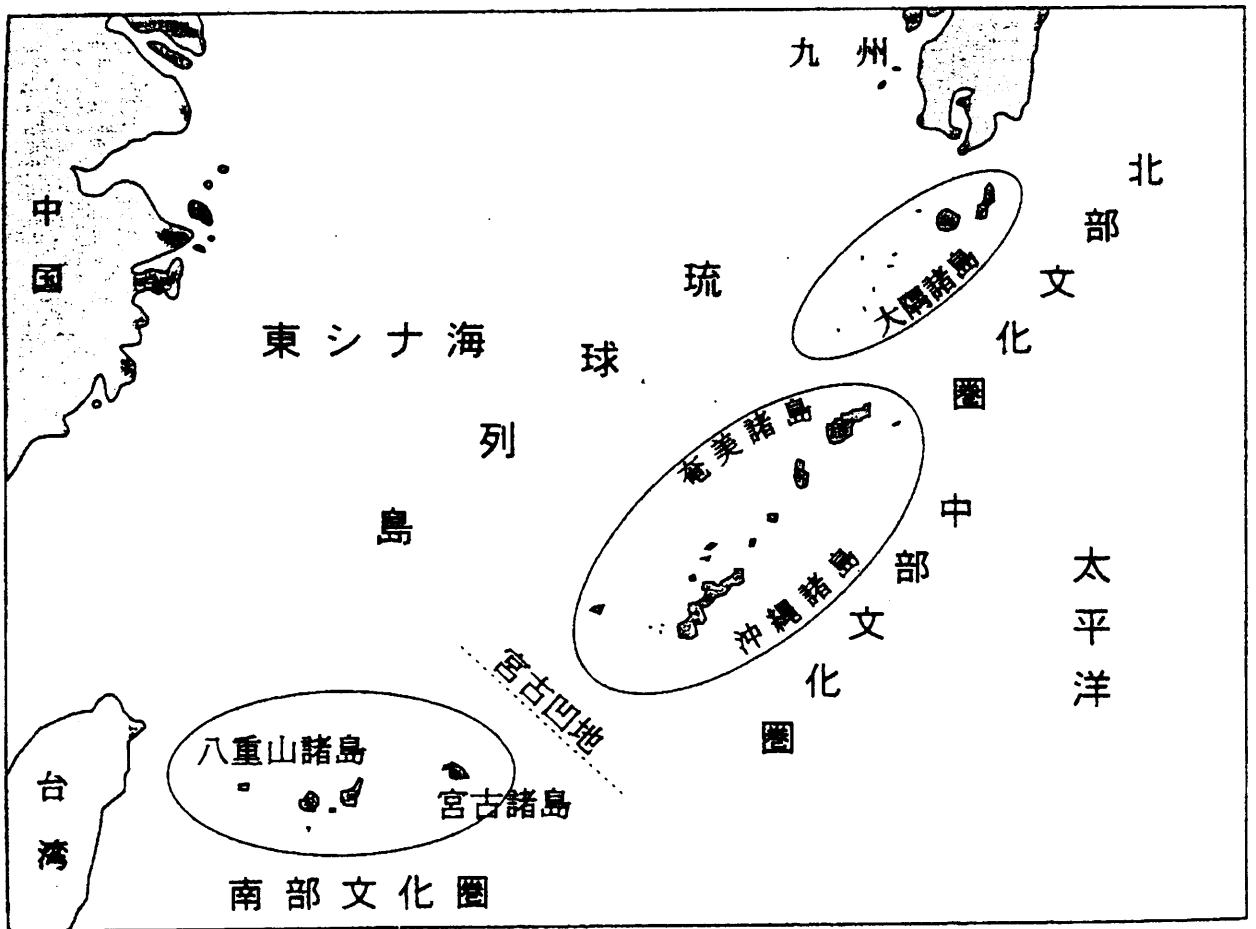 九州
北部文化圏
中国
大隅諸島
琉球列島
東シナ海
奄美諸島
中部文化圏
沖縄諸島
太平洋
宮古凹地
八重山諸島
宮古諸島
台湾
南部文化圏